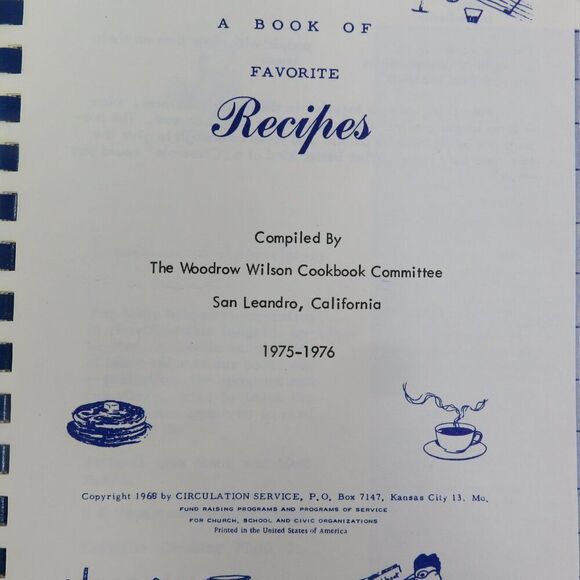 A BOOK OF
FAVORITE
Recipes
Compiled By
The Woodrow Wilson Cookbook Committee
San Leandro, California
1975-1976
Copyright 1968 by CIRCULATION SERVICE, P.O. Box 7147, Kansas City 13. Mo.
FUND RAISING PROGRAMS AND PROGRAMS OF SERVICE
FOR CHURCH, SCHOOL AND CIVIC ORGANIZATIONS
Printed in the United States of America